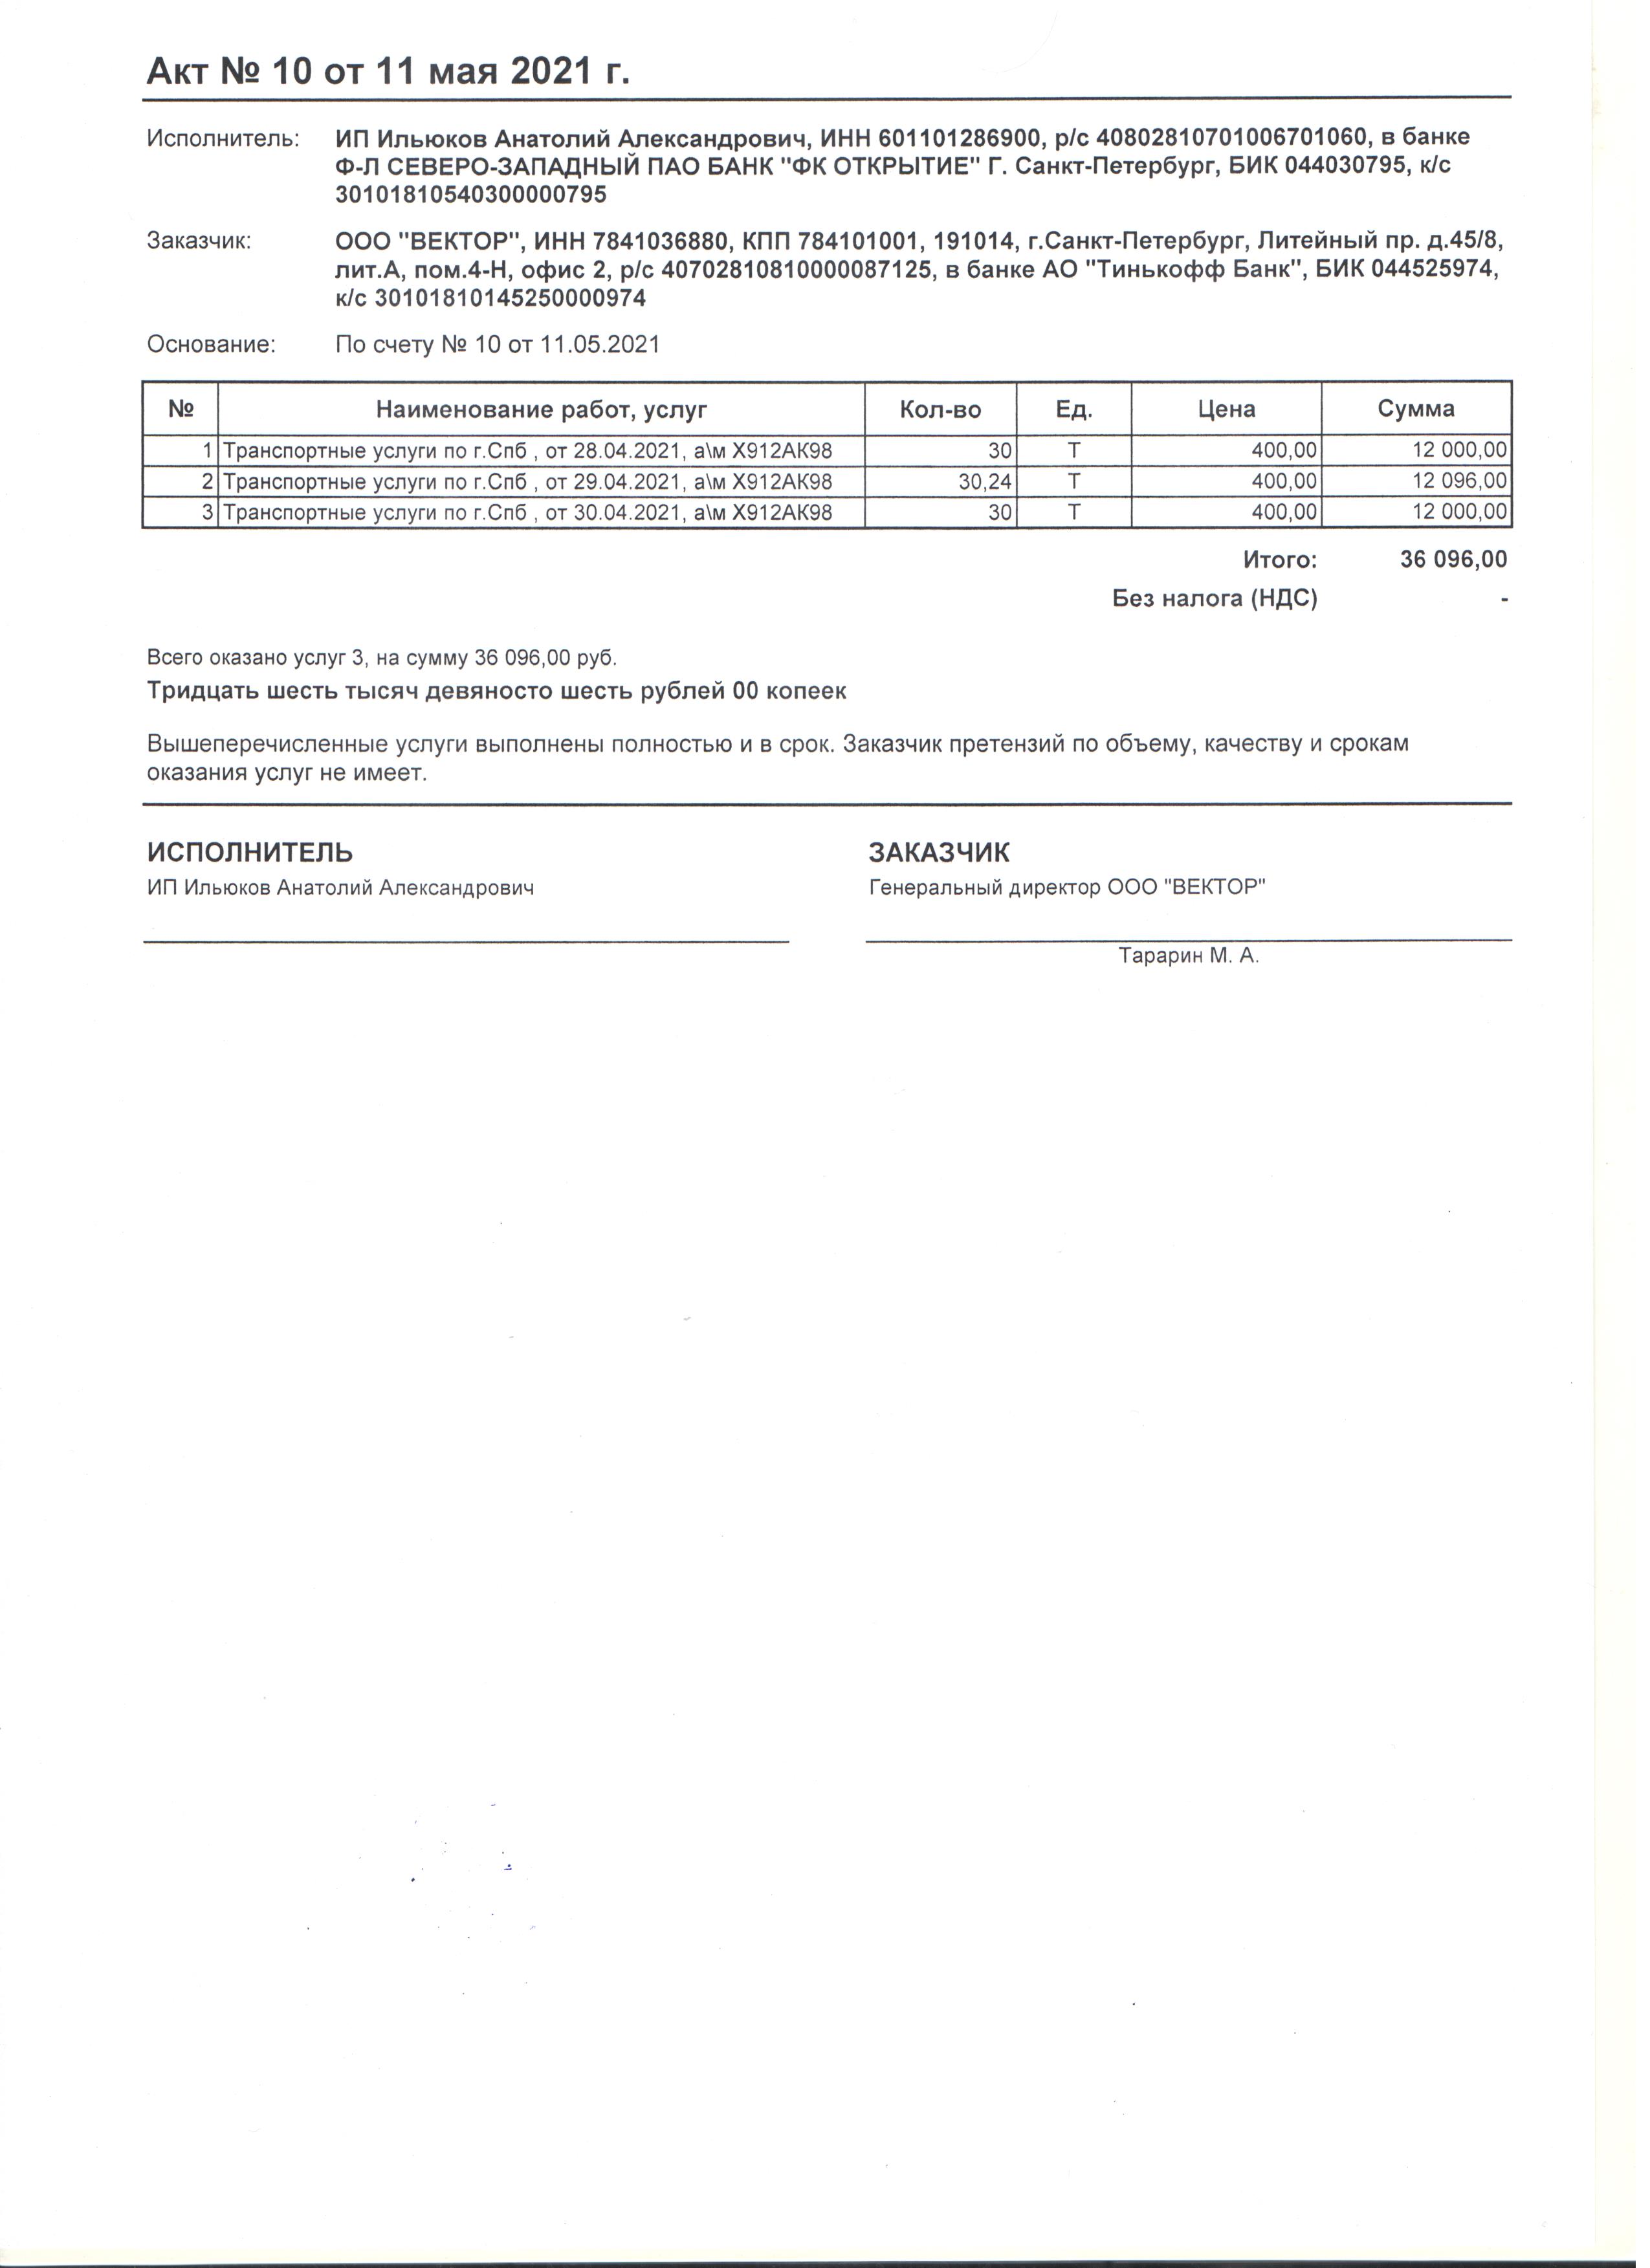 Акт № 10 от 11 мая 2021 г.
Исполнитель: ИП Ильюков Анатолий Александрович, ИНН 601101286900, р/с 40802810701006701060, в банке
Ф-Л СЕВЕРО-ЗАПАДНЫЙ ПАО БАНК "ФК ОТКРЫТИЕ" Г. Санкт-Петербург, БИК 044030795, к/с
30101810540300000795
Заказчик: ООО "ВЕКТОР", ИНН 7841036880, КПП 784101001, 191014, г.Санкт-Петербург, Литейный пр. д.45/8,
лит.А, пом.4-Н, офис 2, р/с 40702810810000087125, в банке АО "Тинькофф Банк", БИК 044525974,
к/с 30101810145250000974
Основание: По счету № 10 от 11.05.2021
№ Наименование работ, услуг Кол-во Ед. Цена Сумма
1 Транспортные услуги по г.Спб , от 28.04.2021, а\м Х912АК98 30 Т 400,00 12 000,00
2 Транспортные услуги по г.Спб , от 29.04.2021, а\м Х912АК98 30,24 Т 400,00 12 096,00
3 Транспортные услуги по г.Спб , от 30.04.2021, а\м Х912АК98 30 Т 400,00 12 000,00
Итого: 36 096,00
Без налога (НДС) -
Всего оказано услуг 3, на сумму 36 096,00 руб.
Тридцать шесть тысяч девяносто шесть рублей 00 копеек
Вышеперечисленные услуги выполнены полностью и в срок. Заказчик претензий по объему, качеству и срокам
оказания услуг не имеет.
ИСПОЛНИТЕЛЬ ЗАКАЗЧИК
ИП Ильюков Анатолий Александрович Генеральный директор ООО "ВЕКТОР"
Тарарин М. А.